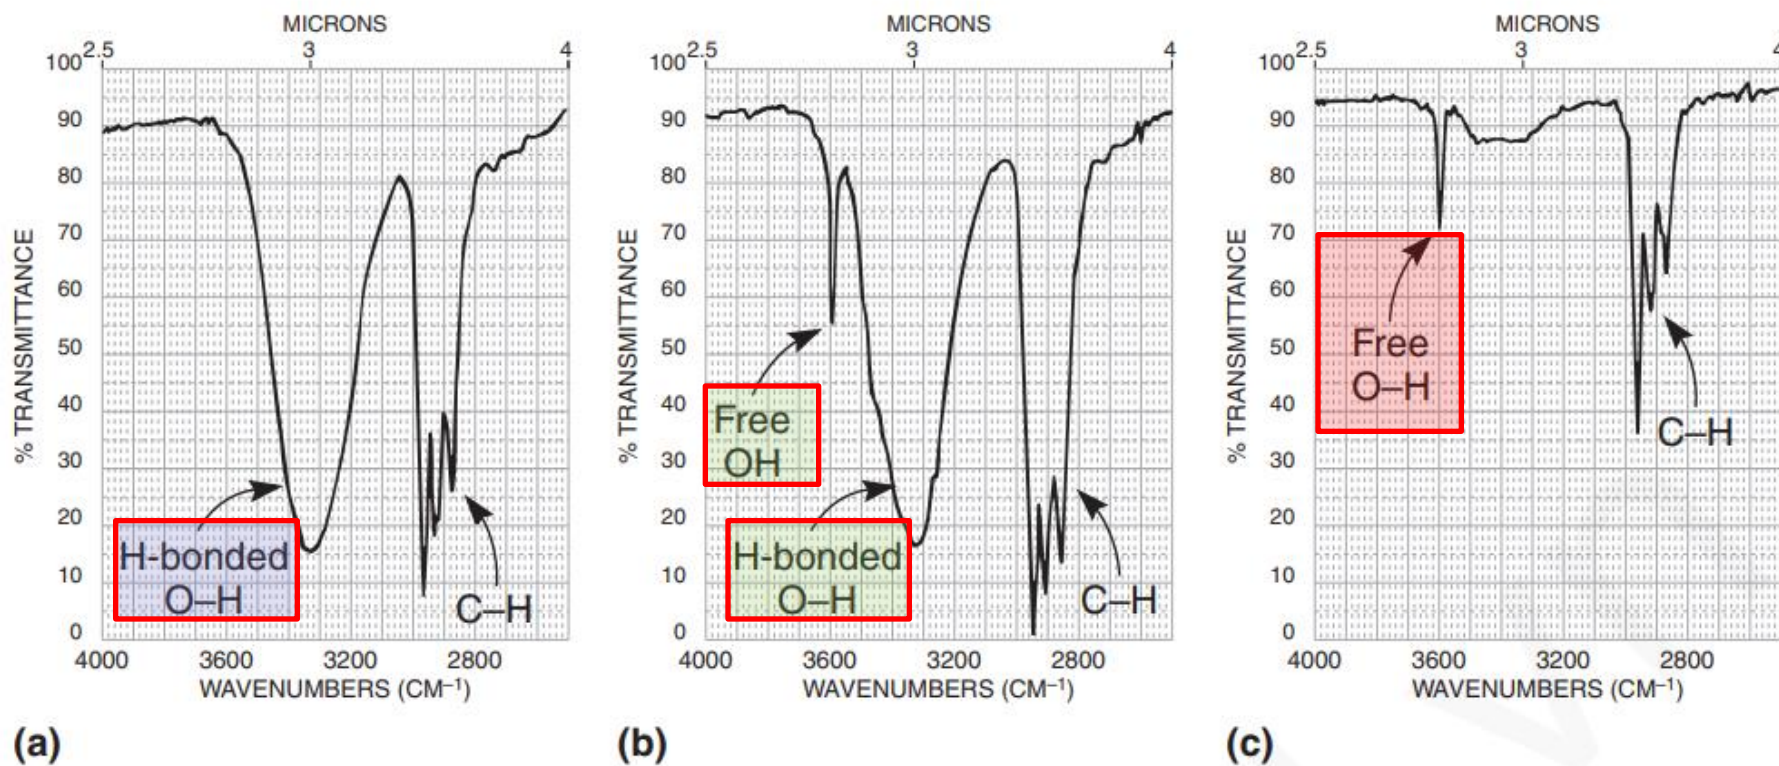 MICRONS
2.5 3 4
100
90
80
70
60
50
40
30
20
10
0
% TRANSMITTANCE
H-bonded
O–H
C–H
4000 3600 3200 2800
WAVENUMBERS (CM⁻¹)
(a)
MICRONS
2.5 3 4
100
90
80
70
60
50
40
30
20
10
0
% TRANSMITTANCE
Free
OH
H-bonded
O–H
C–H
4000 3600 3200 2800
WAVENUMBERS (CM⁻¹)
(b)
MICRONS
2.5 3 4
100
90
80
70
60
50
40
30
20
10
0
% TRANSMITTANCE
Free
O–H
C–H
4000 3600 3200 2800
WAVENUMBERS (CM⁻¹)
(c)